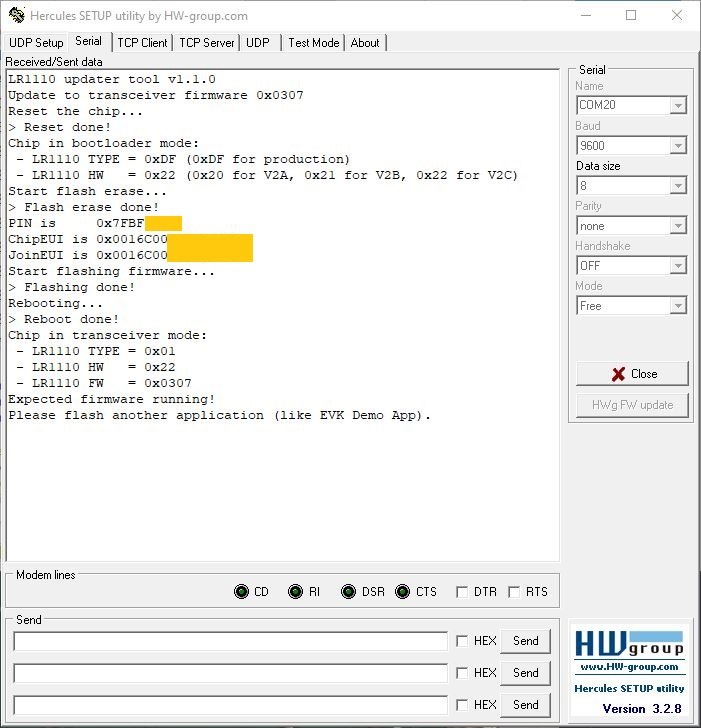 Hercules SETUP utility by HW-group.com
UDP Setup Serial TCP Client TCP Server UDP Test Mode About
Received/Sent data
LR1110 updater tool v1.1.0
Update to transceiver firmware 0x0307
Reset the chip...
> Reset done!
Chip in bootloader mode:
- LR1110 TYPE = 0xDF (0xDF for production)
- LR1110 HW = 0x22 (0x20 for V2A, 0x21 for V2B, 0x22 for V2C)
Start flash erase...
> Flash erase done!
PIN is 0x7FBF
ChipEUI is 0x0016C00
JoinEUI is 0x0016C00
Start flashing firmware...
> Flashing done!
Rebooting...
> Reboot done!
Chip in transceiver mode:
- LR1110 TYPE = 0x01
- LR1110 HW = 0x22
- LR1110 FW = 0x0307
Expected firmware running!
Please flash another application (like EVK Demo App).
Serial
Name
COM20
Baud
9600
Data size
8
Parity
none
Handshake
OFF
Mode
Free
Close
HWg FW update
Modem lines
CD RI DSR CTS DTR RTS
Send
HEX Send
HEX Send
HEX Send
HWgroup
www.HW-group.com
Hercules SETUP utility
Version 3.2.8